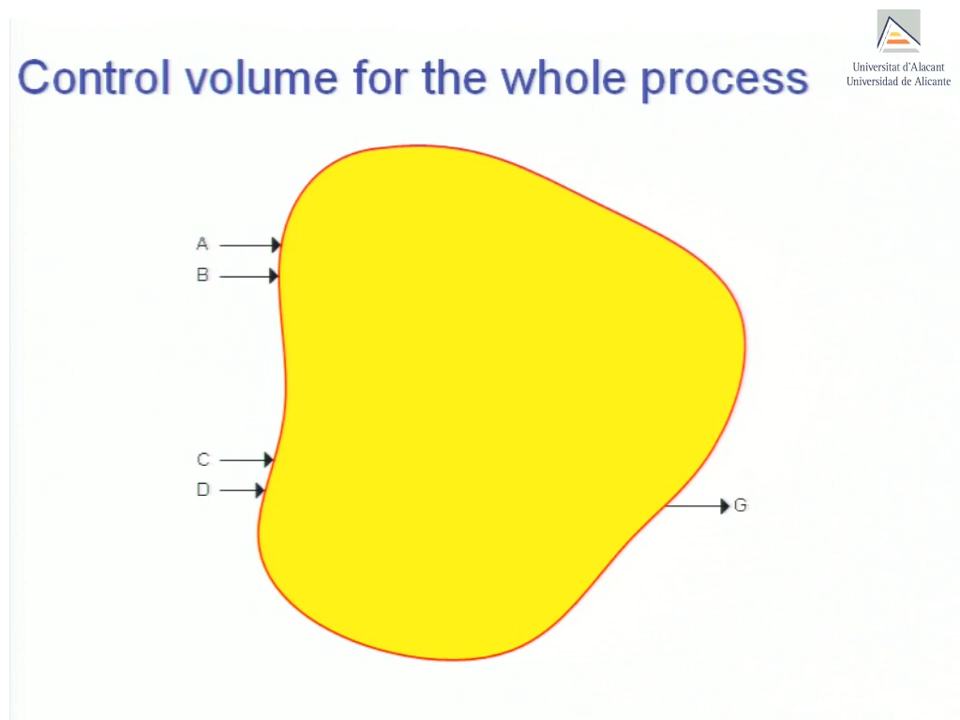 Control volume for the whole process
Universitat d'Alacant
Universidad de Alicante
A
B
C
D
G